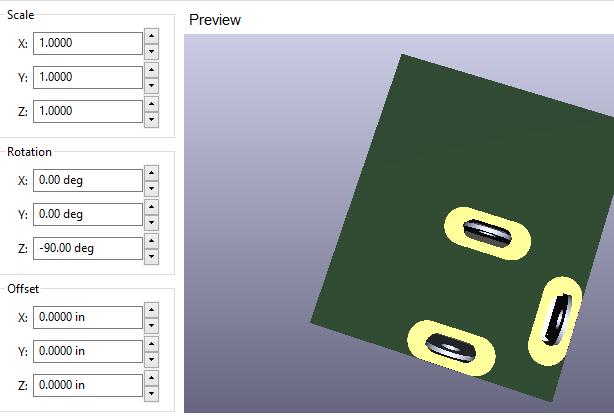 Scale
Preview
X: 1.0000
Y: 1.0000
Z: 1.0000
Rotation
X: 0.00 deg
Y: 0.00 deg
Z: -90.00 deg
Offset
X: 0.0000 in
Y: 0.0000 in
Z: 0.0000 in